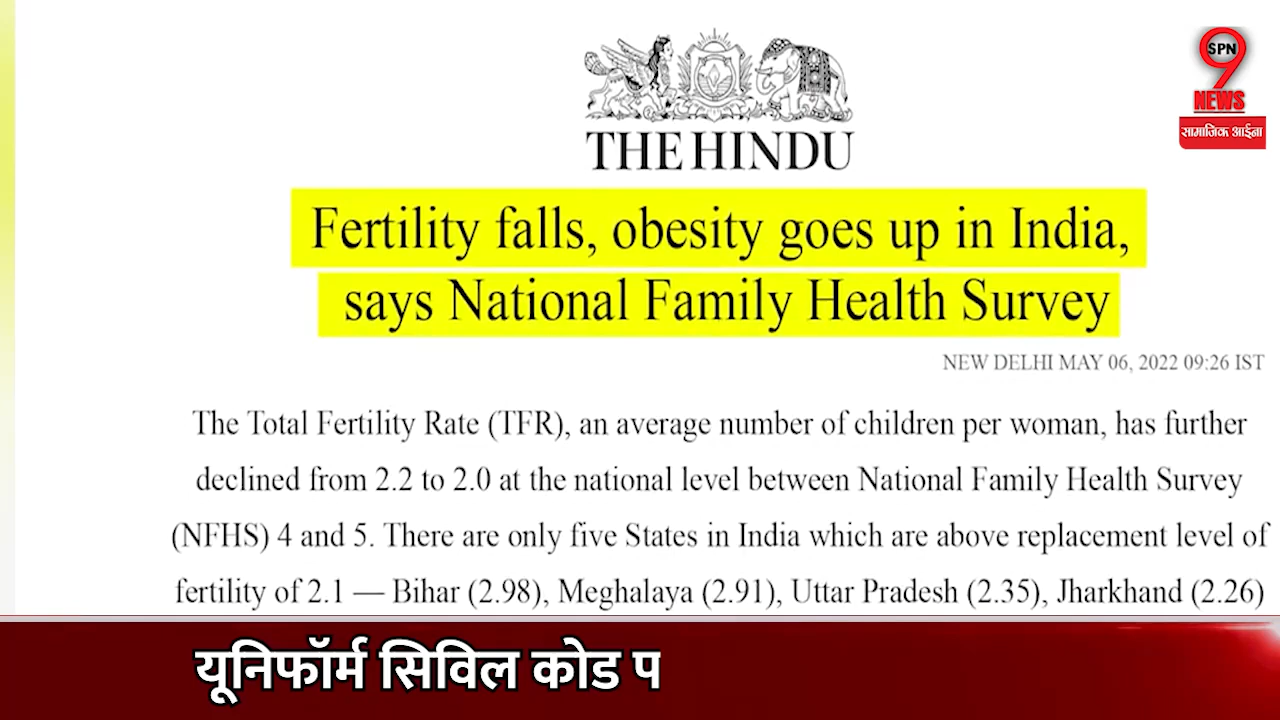 SPN
9
NEWS
सामाजिक आईना
THE HINDU
Fertility falls, obesity goes up in India,
says National Family Health Survey
NEW DELHI MAY 06, 2022 09:26 IST
The Total Fertility Rate (TFR), an average number of children per woman, has further
declined from 2.2 to 2.0 at the national level between National Family Health Survey
(NFHS) 4 and 5. There are only five States in India which are above replacement level of
fertility of 2.1 — Bihar (2.98), Meghalaya (2.91), Uttar Pradesh (2.35), Jharkhand (2.26)
यूनिफॉर्म सिविल कोड प